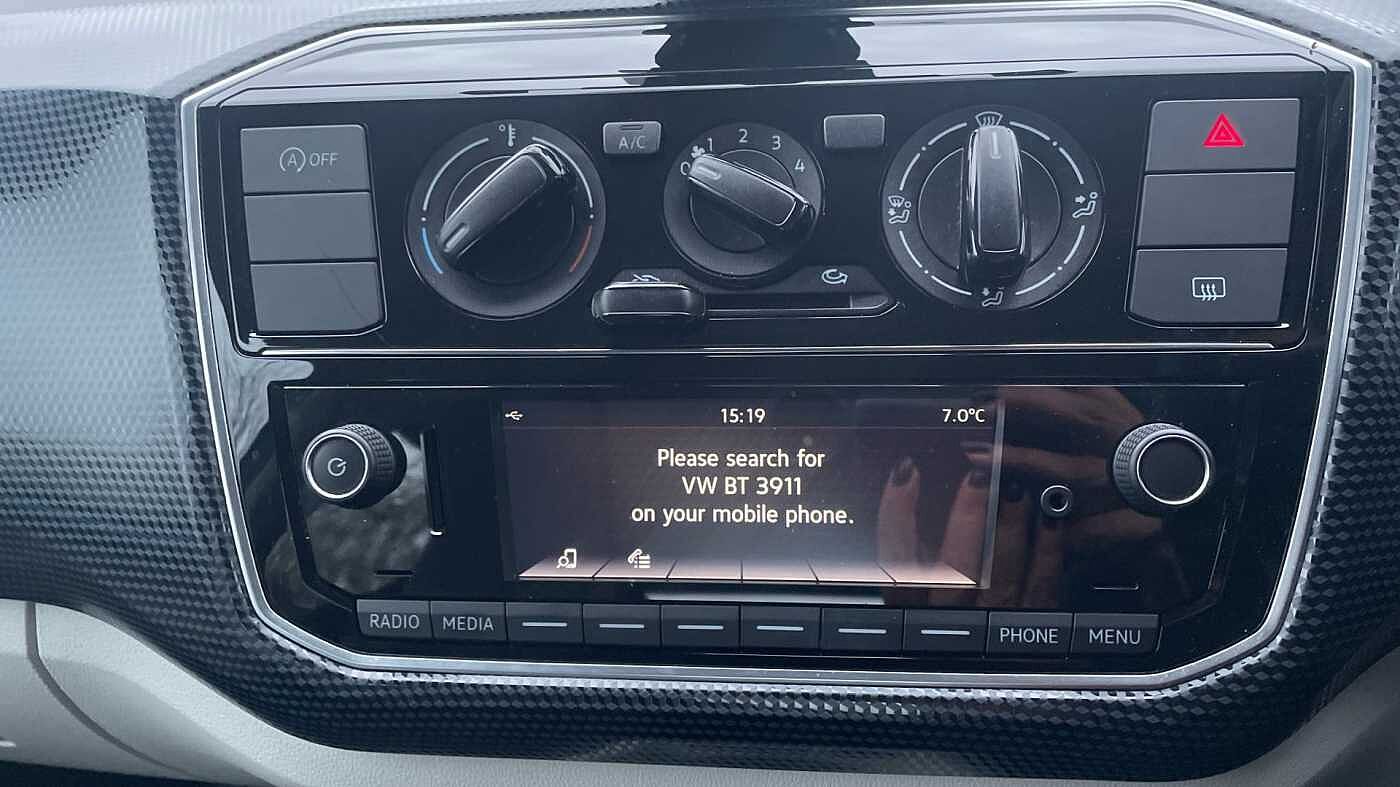 A OFF
A/C
0 1 2 3 4
15:19 7.0°C
Please search for
VW BT 3911
on your mobile phone.
RADIO MEDIA PHONE MENU